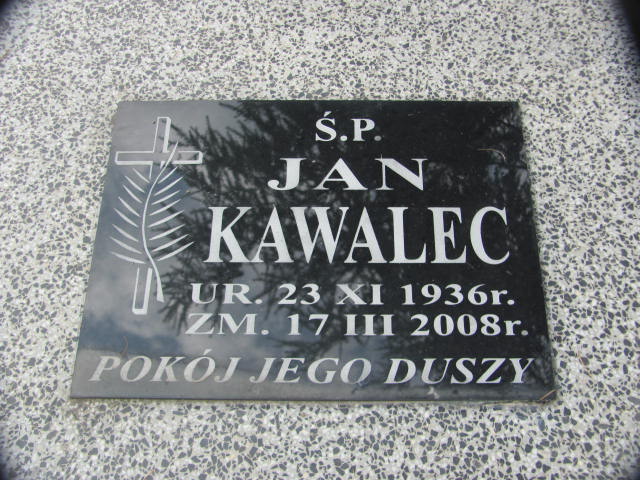 Ś.P.
JAN
KAWALEC
UR. 23 XI 1936r.
ZM. 17 III 2008r.
POKÓJ JEGO DUSZY